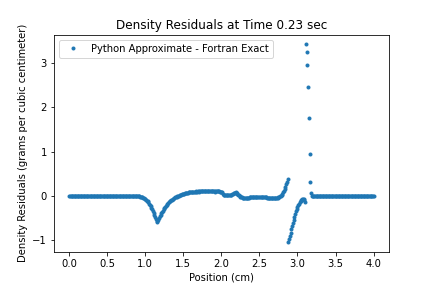 Density Residuals at Time 0.23 sec
Python Approximate - Fortran Exact
Density Residuals (grams per cubic centimeter)
3
2
1
0
−1
0.0 0.5 1.0 1.5 2.0 2.5 3.0 3.5 4.0
Position (cm)